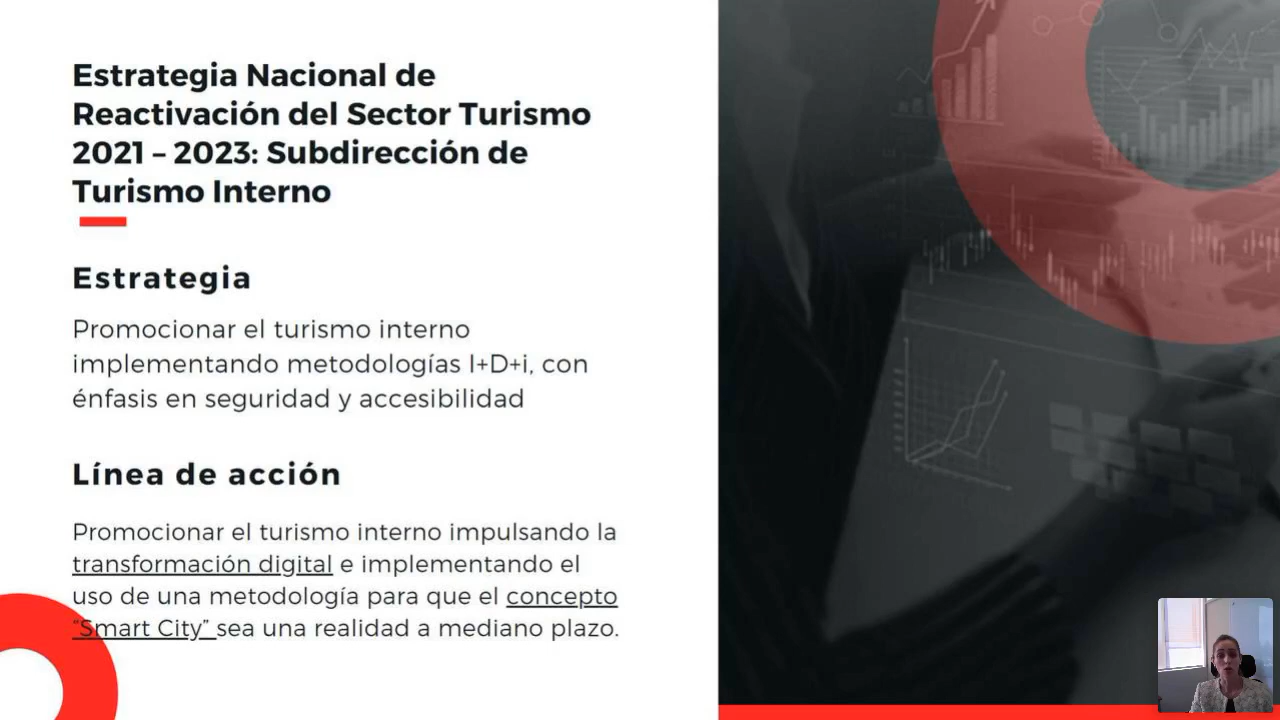 Estrategia Nacional de
Reactivación del Sector Turismo
2021 – 2023: Subdirección de
Turismo Interno
Estrategia
Promocionar el turismo interno
implementando metodologías I+D+i, con
énfasis en seguridad y accesibilidad
Línea de acción
Promocionar el turismo interno impulsando la
transformación digital e implementando el
uso de una metodología para que el concepto
“Smart City” sea una realidad a mediano plazo.